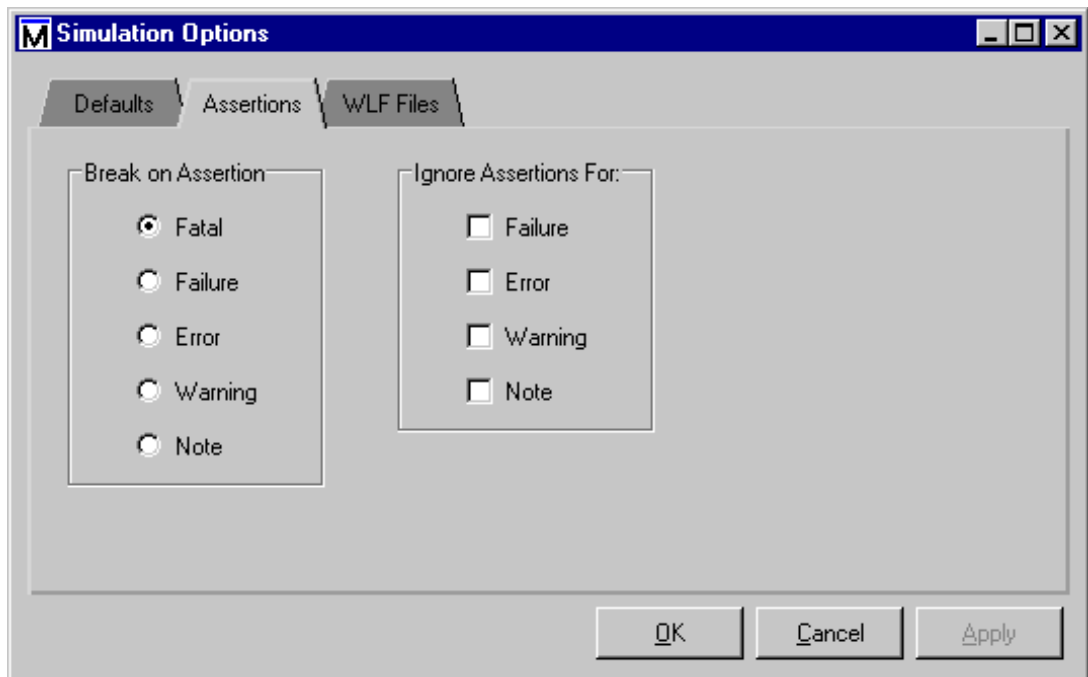 M Simulation Options
Defaults Assertions WLF Files
Break on Assertion
Fatal
Failure
Error
Warning
Note
Ignore Assertions For:
Failure
Error
Warning
Note
OK Cancel Apply